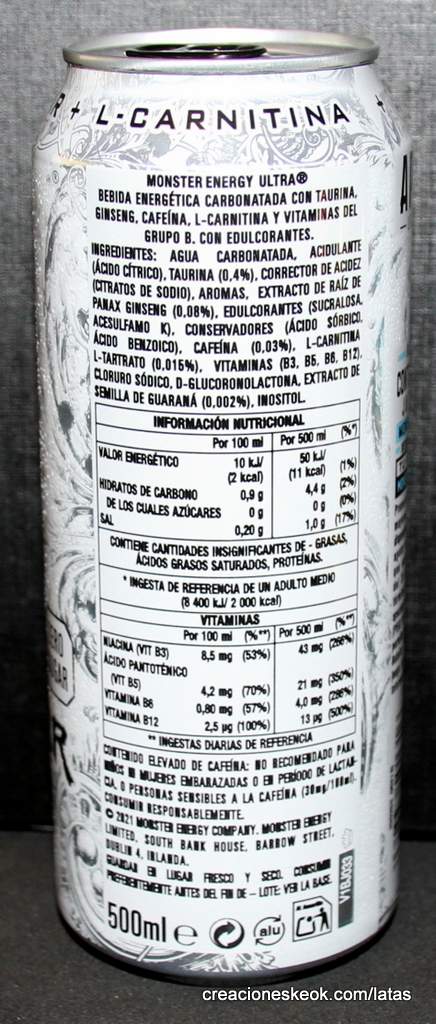 R + L-CARNITINA +
MONSTER ENERGY ULTRA®
BEBIDA ENERGÉTICA CARBONATADA CON TAURINA,
GINSENG, CAFEÍNA, L-CARNITINA Y VITAMINAS DEL
GRUPO B. CON EDULCORANTES.
INGREDIENTES: AGUA CARBONATADA, ACIDULANTE
(ÁCIDO CÍTRICO), TAURINA (0,4%), CORRECTOR DE ACIDEZ
(CITRATOS DE SODIO), AROMAS, EXTRACTO DE RAÍZ DE
PANAX GINSENG (0,08%), EDULCORANTES (SUCRALOSA,
ACESULFAMO K), CONSERVADORES (ÁCIDO SÓRBICO,
ÁCIDO BENZOICO), CAFEÍNA (0,03%), L-CARNITINA
L-TARTRATO (0,015%), VITAMINAS (B3, B5, B6, B12),
CLORURO SÓDICO, D-GLUCORONOLACTONA, EXTRACTO DE
SEMILLA DE GUARANÁ (0,002%), INOSITOL.
INFORMACIÓN NUTRICIONAL
Por 100 ml Por 500 ml (%*)
VALOR ENERGÉTICO 10 kJ/ 50 kJ/
(2 kcal) (11 kcal) (1%)
HIDRATOS DE CARBONO 0,9 g 4,4 g (2%)
DE LOS CUALES AZÚCARES 0 g 0 g (0%)
SAL 0,20 g 1,0 g (17%)
CONTIENE CANTIDADES INSIGNIFICANTES DE - GRASAS,
ÁCIDOS GRASOS SATURADOS, PROTEÍNAS.
* INGESTA DE REFERENCIA DE UN ADULTO MEDIO
(8 400 kJ/ 2 000 kcal)
VITAMINAS
Por 100 ml (%**) Por 500 ml (%**)
NIACINA (VIT B3) 8,5 mg (53%) 43 mg (266%)
ÁCIDO PANTOTÉNICO
(VIT B5) 4,2 mg (70%) 21 mg (350%)
VITAMINA B6 0,80 mg (57%) 4,0 mg (286%)
VITAMINA B12 2,5 µg (100%) 13 µg (500%)
** INGESTAS DIARIAS DE REFERENCIA
CONTENIDO ELEVADO DE CAFEÍNA: NO RECOMENDADO PARA
NIÑOS NI MUJERES EMBARAZADAS O EN PERÍODO DE LACTAN-
CIA, O PERSONAS SENSIBLES A LA CAFEÍNA (30mg/100ml).
CONSUMIR RESPONSABLEMENTE.
© 2021 MONSTER ENERGY COMPANY. MONSTER ENERGY
LIMITED, SOUTH BANK HOUSE, BARROW STREET,
DUBLIN 4, IRLANDA.
GUARDAR EN LUGAR FRESCO Y SECO. CONSUMIR
PREFERENTEMENTE ANTES DEL FIN DE – LOTE: VER LA BASE.
V1BJ033
500ml e alu
creacioneskeok.com/latas